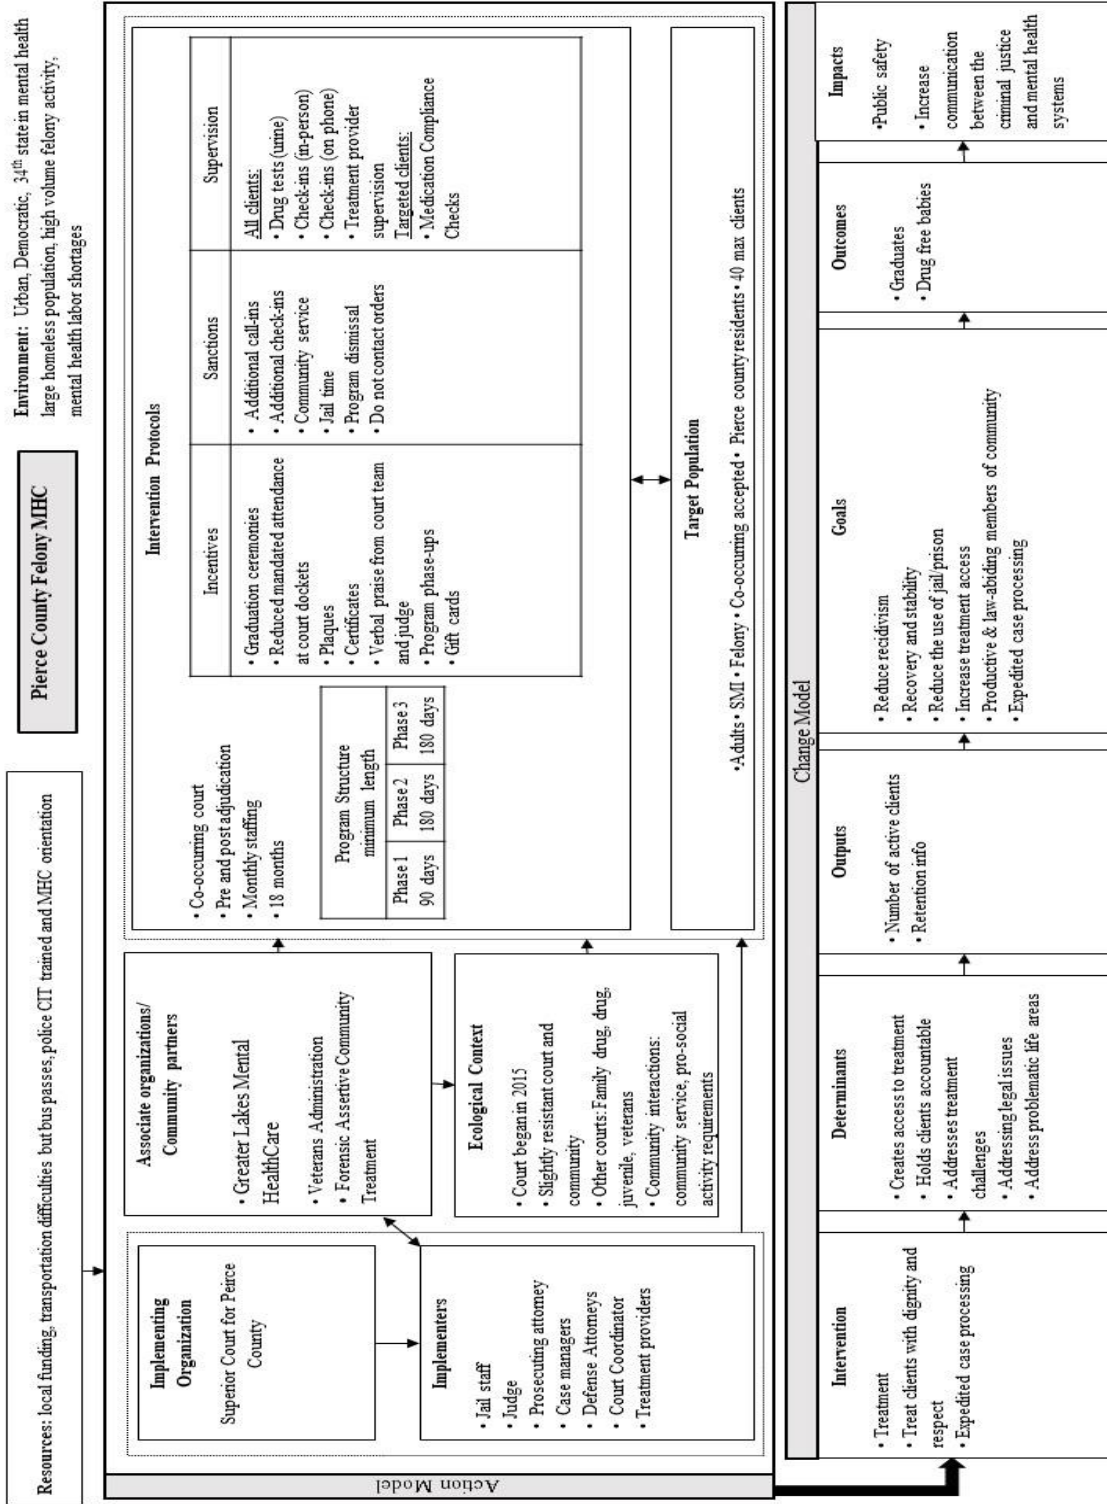 Resources: local funding, transportation difficulties but bus passes, police CIT trained and MHC orientation
Pierce County Felony MHC
Environment: Urban, Democratic, 34th state in mental health
large homeless population, high volume felony activity,
mental health labor shortages
Action Model
Implementing
Organization
Superior Court for Peirce
County
Implementers
• Jail staff
• Judge
• Prosecuting attorney
• Case managers
• Defense Attorneys
• Court Coordinator
• Treatment providers
Associate organizations/
Community partners
• Greater Lakes Mental
HealthCare
• Veterans Administration
• Forensic Assertive Community
Treatment
Ecological Context
• Court began in 2015
• Slightly resistant court and
community
• Other courts: Family drug, drug,
juvenile, veterans
• Community interactions:
community service, pro-social
activity requirements
Intervention Protocols
• Co-occurring court
• Pre and post adjudication
• Monthly staffing
• 18 months
Program Structure
minimum length
Phase 1 Phase 2 Phase 3
90 days 180 days 180 days
Incentives
• Graduation ceremonies
• Reduced mandated attendance
at court dockets
• Plaques
• Certificates
• Verbal praise from court team
and judge
• Program phase-ups
• Gift cards
Sanctions
• Additional call-ins
• Additional check-ins
• Community service
• Jail time
• Program dismissal
• Do not contact orders
Supervision
All clients:
• Drug tests (urine)
• Check-ins (in-person)
• Check-ins (on phone)
• Treatment provider
supervision
Targeted clients:
• Medication Compliance
Checks
Target Population
•Adults • SMI • Felony • Co-occurring accepted • Pierce county residents • 40 max clients
Change Model
Intervention
• Treatment
• Treat clients with dignity and
respect
• Expedited case processing
Determinants
• Creates access to treatment
• Holds clients accountable
• Addresses treatment
challenges
• Addressing legal issues
• Address problematic life areas
Outputs
• Number of active clients
• Retention info
Goals
• Reduce recidivism
• Recovery and stability
• Reduce the use of jail/prison
• Increase treatment access
• Productive & law-abiding members of community
• Expedited case processing
Outcomes
• Graduates
• Drug free babies
Impacts
•Public safety
• Increase
communication
between the
criminal justice
and mental health
systems